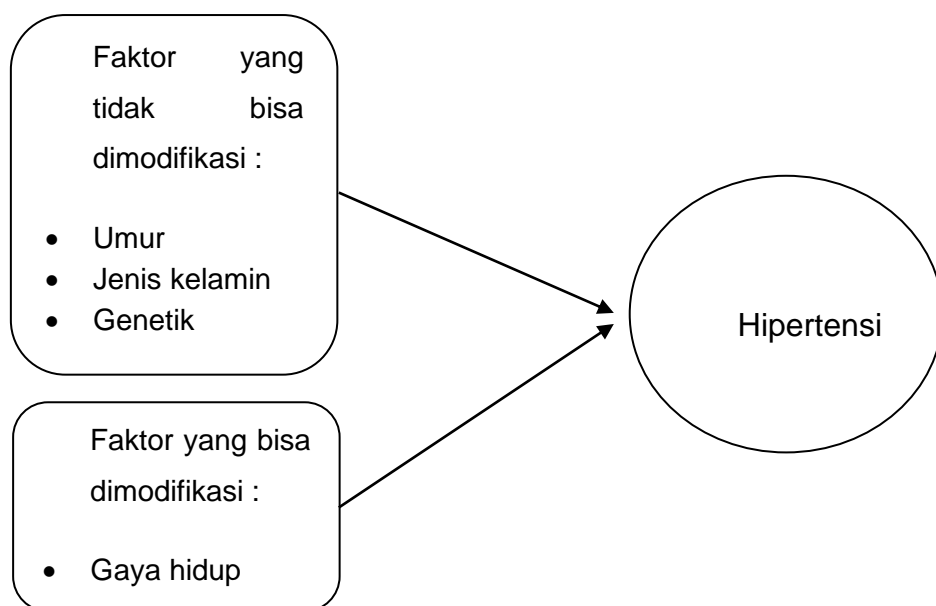 Faktor yang
tidak bisa
dimodifikasi :
• Umur
• Jenis kelamin
• Genetik
Hipertensi
Faktor yang bisa
dimodifikasi :
• Gaya hidup